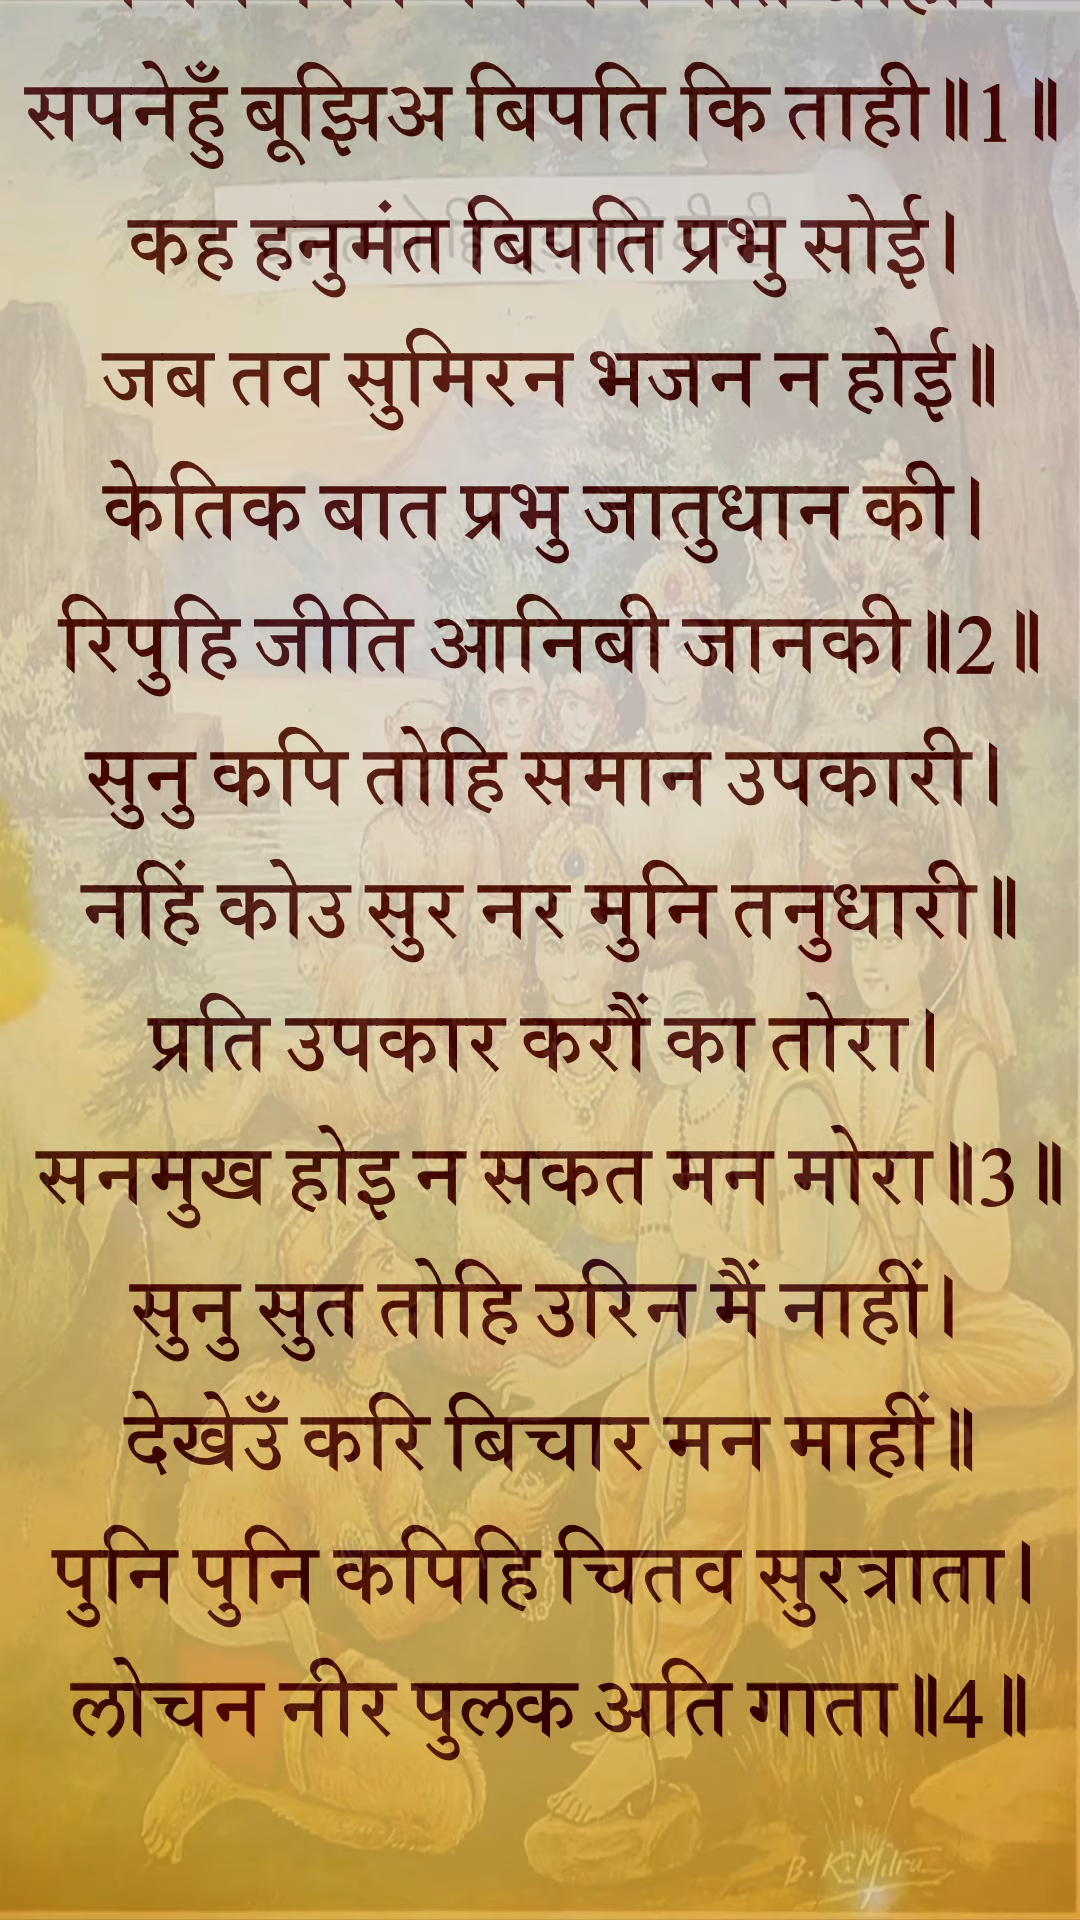 सपनेहुँ बूझिअ बिपति कि ताही॥1॥
कह हनुमंत बिपति प्रभु सोई।
जब तव सुमिरन भजन न होई॥
केतिक बात प्रभु जातुधान की।
रिपुहि जीति आनिबी जानकी॥2॥
सुनु कपि तोहि समान उपकारी।
नहिं कोउ सुर नर मुनि तनुधारी॥
प्रति उपकार करौं का तोरा।
सनमुख होइ न सकत मन मोरा॥3॥
सुनु सुत तोहि उरिन मैं नाहीं।
देखेउँ करि बिचार मन माहीं॥
पुनि पुनि कपिहि चितव सुरत्राता।
लोचन नीर पुलक अति गाता॥4॥
B.K.Mitra